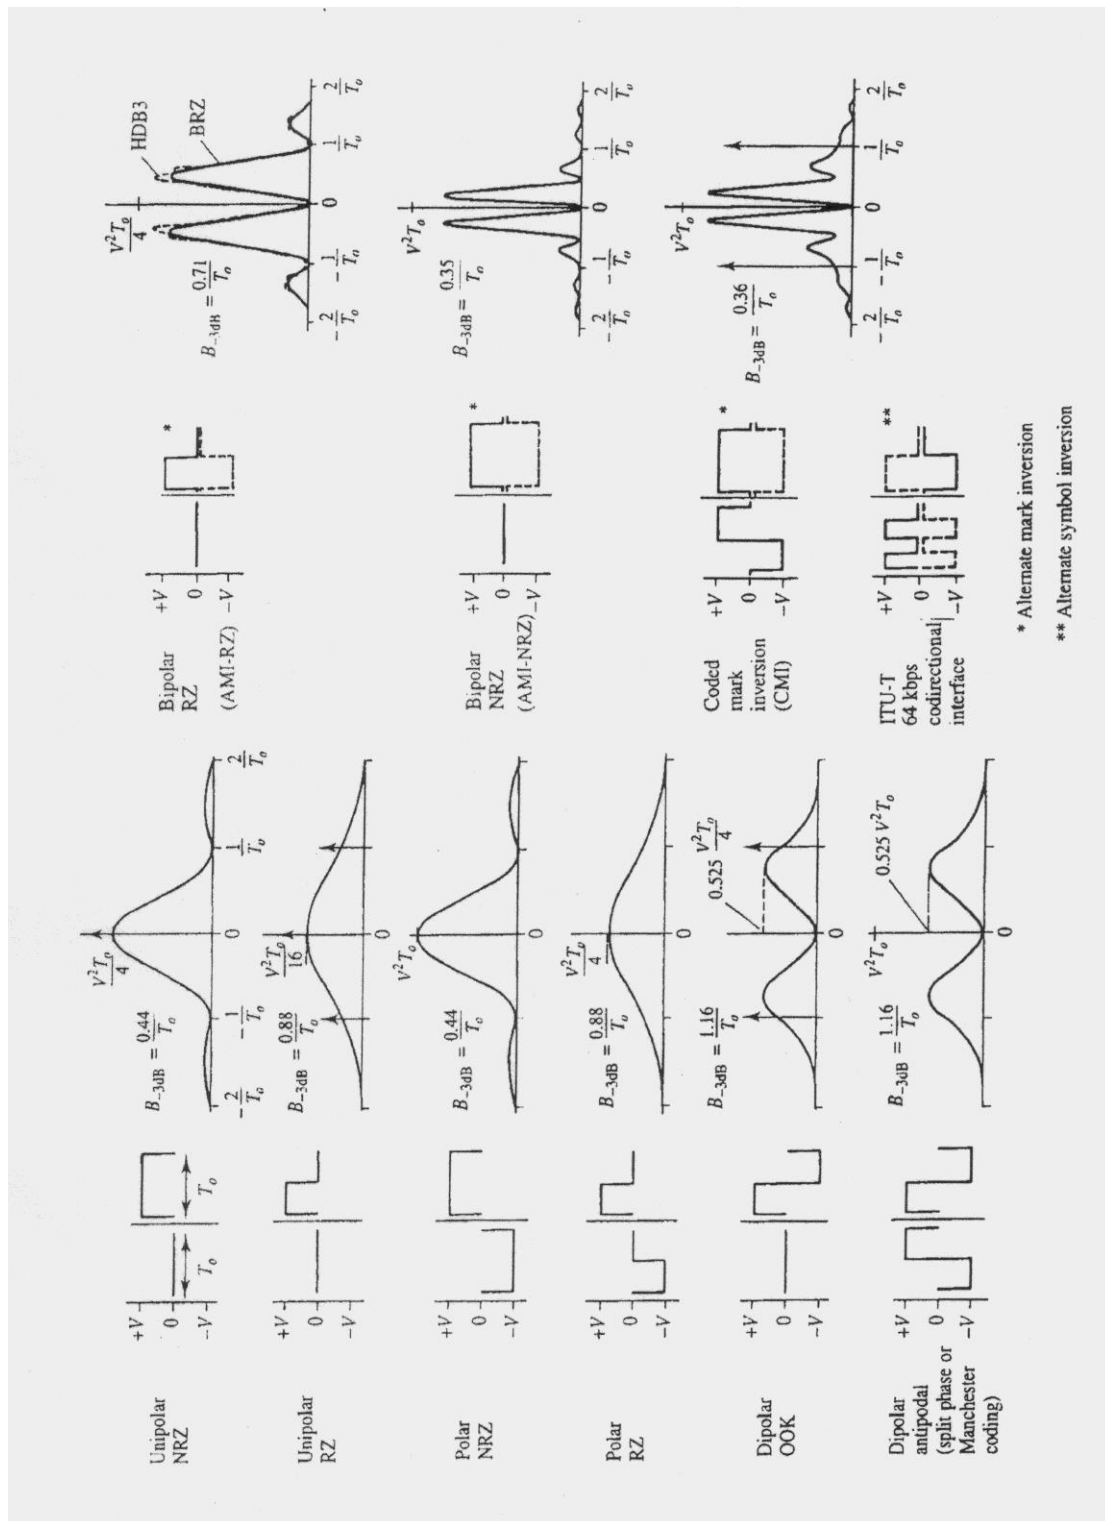 Unipolar
NRZ
+V
0
−V
T_o
T_o
B_−3dB = 0.44/T_o
V²T_o/4
−2/T_o −1/T_o 0 1/T_o 2/T_o
Unipolar
RZ
+V
0
−V
B_−3dB = 0.88/T_o
V²T_o/16
0
Polar
NRZ
+V
0
−V
B_−3dB = 0.44/T_o
V²T_o
0
Polar
RZ
+V
0
−V
B_−3dB = 0.88/T_o
V²T_o/4
0
Dipolar
OOK
+V
0
−V
B_−3dB = 1.16/T_o
0.525 V²T_o/4
0
Dipolar
antipodal
(split phase or
Manchester
coding)
+V
0
−V
B_−3dB = 1.16/T_o
V²T_o
0.525 V²T_o
0
Bipolar
RZ
(AMI-RZ)
+V
0
−V
*
B_−3dB = 0.71/T_o
V²T_o/4
HDB3
BRZ
−2/T_o −1/T_o 0 1/T_o 2/T_o
Bipolar
NRZ
(AMI-NRZ)
+V
0
−V
*
B_−3dB = 0.35/T_o
V²T_o
−2/T_o −1/T_o 0 1/T_o 2/T_o
Coded
mark
inversion
(CMI)
+V
0
−V
*
B_−3dB = 0.36/T_o
V²T_o
−2/T_o −1/T_o 0 1/T_o 2/T_o
ITU-T
64 kbps
codirectional
interface
+V
0
−V
**
* Alternate mark inversion
** Alternate symbol inversion